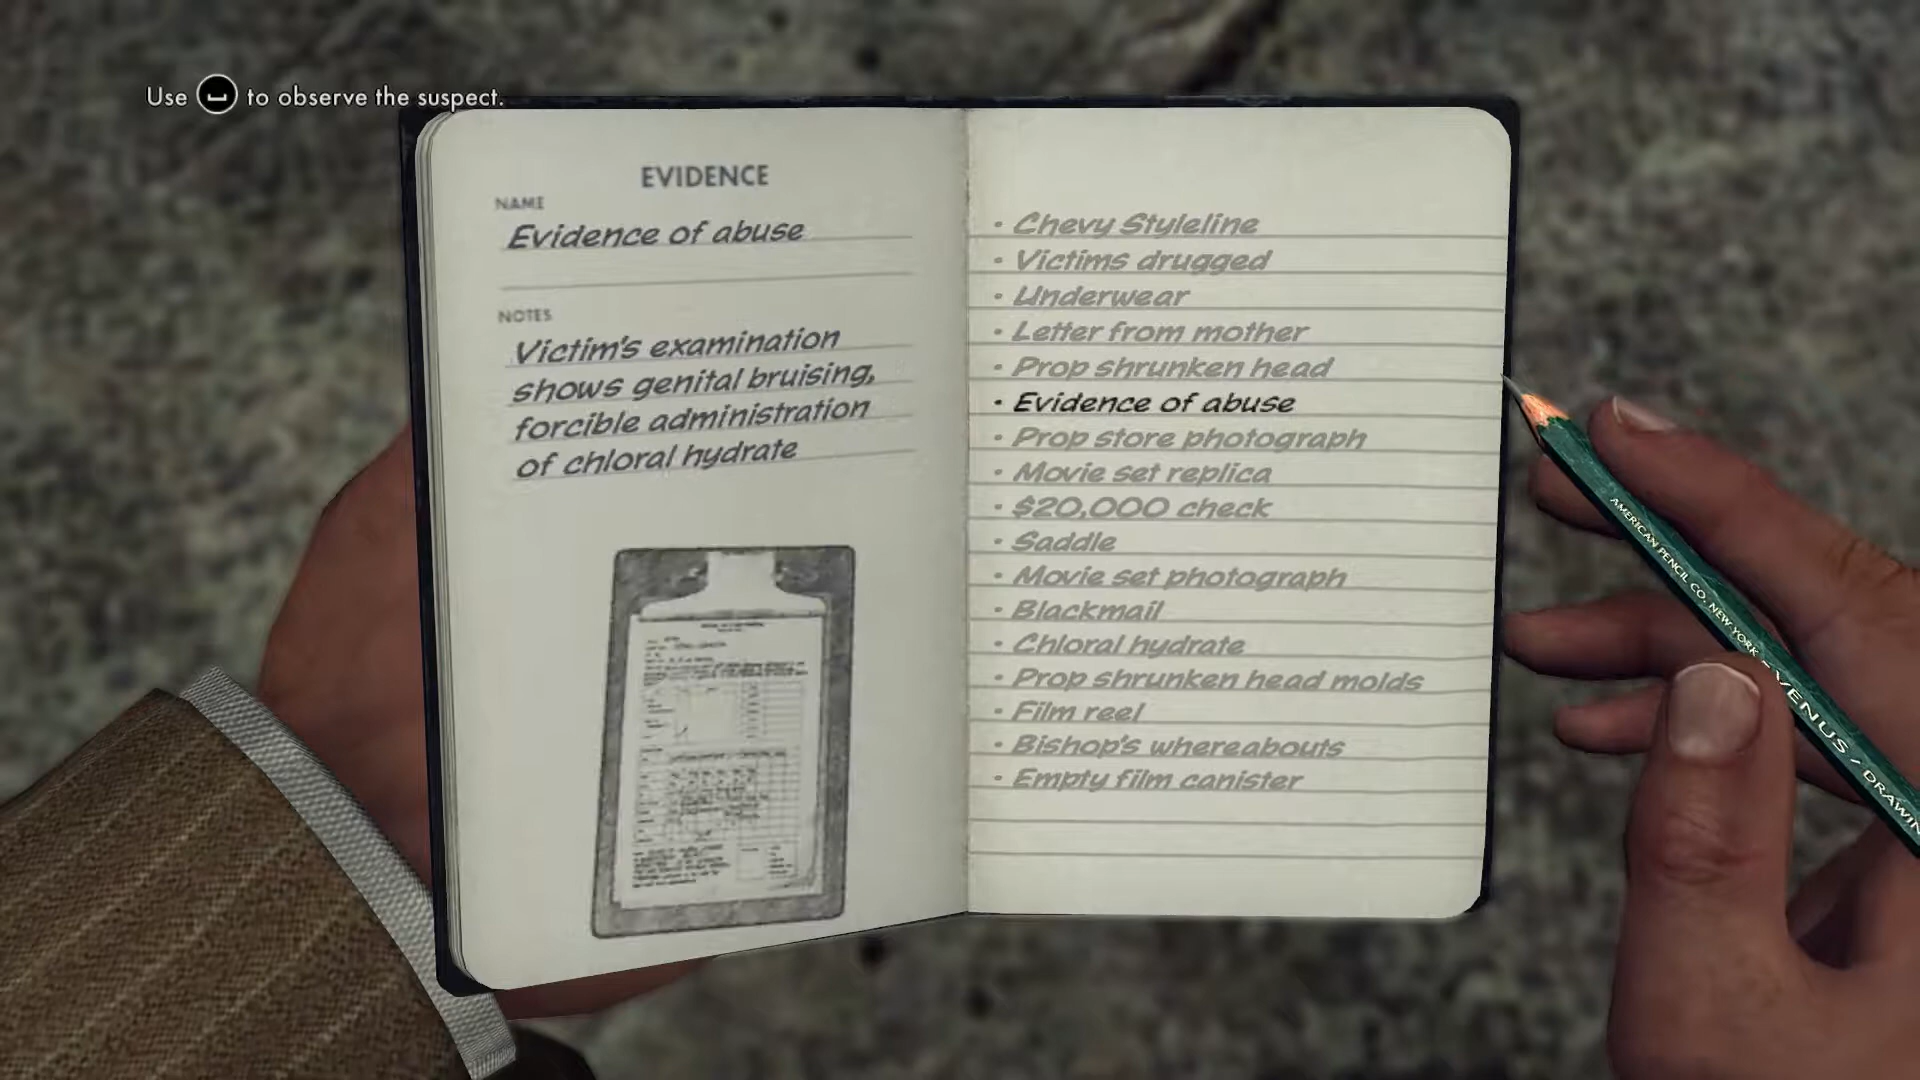 Use to observe the suspect.
EVIDENCE
NAME
Evidence of abuse
NOTES
Victim's examination
shows genital bruising,
forcible administration
of chloral hydrate
• Chevy Styleline
• Victims drugged
• Underwear
• Letter from mother
• Prop shrunken head
• Evidence of abuse
• Prop store photograph
• Movie set replica
• $20,000 check
• Saddle
• Movie set photograph
• Blackmail
• Chloral hydrate
• Prop shrunken head molds
• Film reel
• Bishop's whereabouts
• Empty film canister
AMERICAN PENCIL CO. NEW YORK VENUS / DRAWIN